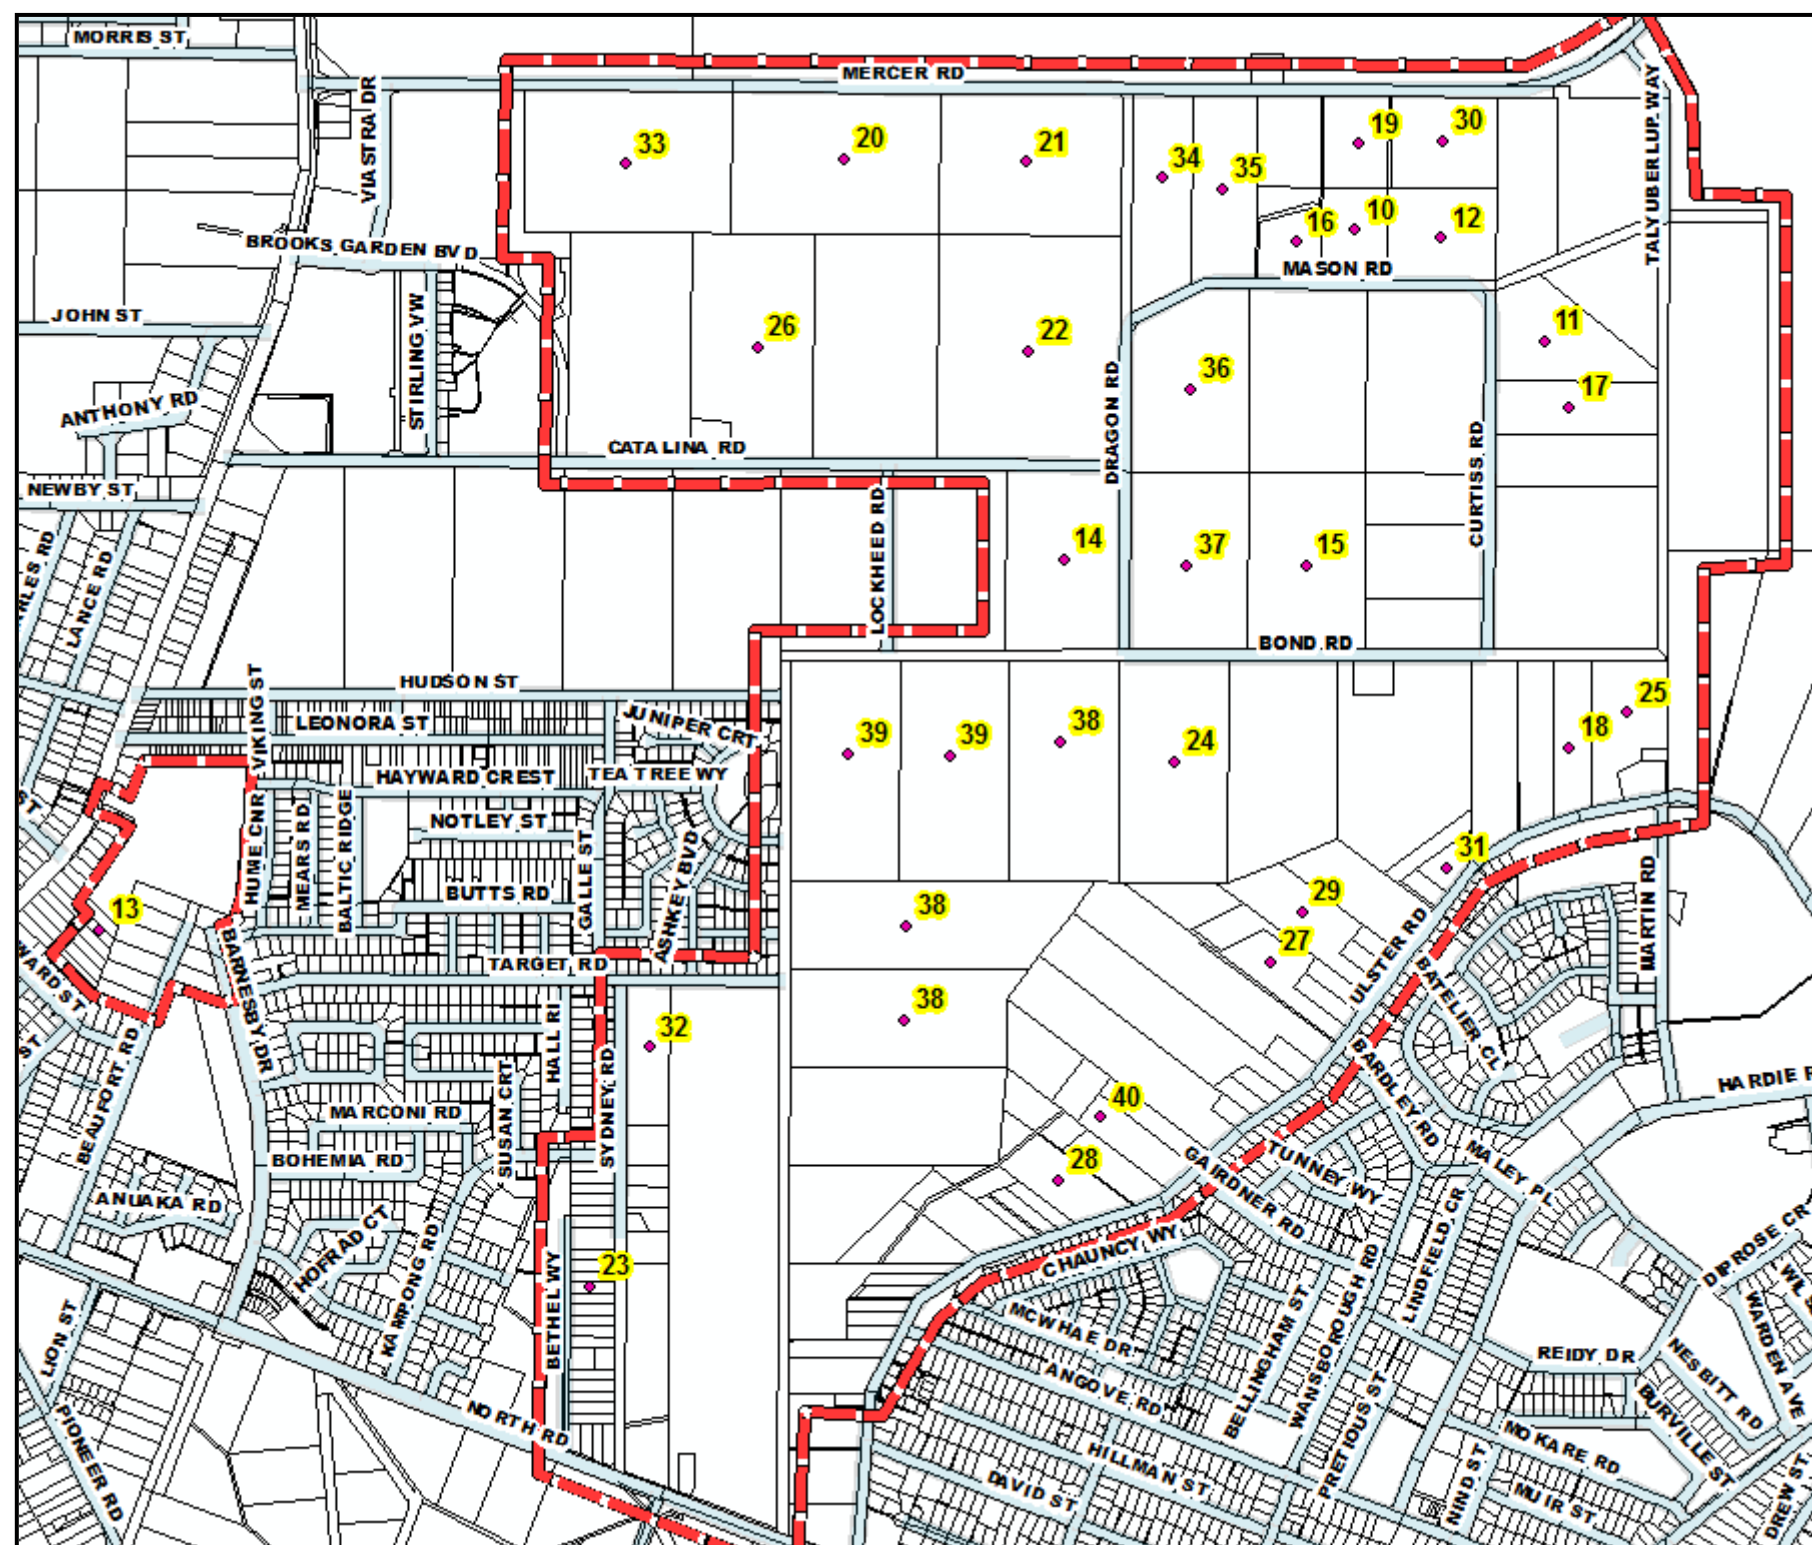 MORRIS ST
MERCER RD
VIASTRA DR
TALYUBERLUP WAY
33
20
21
34
35
19
30
16
10
12
BROOKS GARDEN BVD
MASON RD
JOHN ST
STIRLING VW
26
22
36
11
17
ANTHONY RD
CATALINA RD
DRAGON RD
CURTISS RD
NEWBY ST
LOCKHEED RD
LANCE RD
14
37
15
BOND RD
HUDSON ST
VIKING ST
LEONORA ST
JUNIPER CRT
25
18
39
39
38
24
HAYWARD CREST
TEA TREE WY
HUME CNR
MEARS RD
BALTIC RIDGE
NOTLEY ST
GALLE ST
ASHKEY BVD
31
BUTTS RD
13
38
29
27
ULSTER RD
MARTIN RD
WARD ST
ST
BARNESBY DR
TARGET RD
BATELIER CL
38
32
HALL RI
SYDNEY RD
SUSAN CRT
BEAUFORT RD
MARCONI RD
BARDLEY RD
HARDIE R
40
28
BOHEMIA RD
ANUAKA RD
GAIRDNER RD
TUNNEY WY
MALEY PL
HOFRAD CT
KAMPONG RD
BETHEL WY
23
CHAUNCY WY
LINDFIELD CR
DIPROSE CR
LION ST
MCWHAE DR
BELLINGHAM ST
WANSBOROUGH RD
REIDY DR
NESBITT RD
WARDEN AVE
ANGOVE RD
PRETIOUS ST
BURVILLE ST
PIONEER RD
NORTH RD
HILLMAN ST
MOKARE RD
DAVID ST
NIND ST
MUIR ST
DREW ST